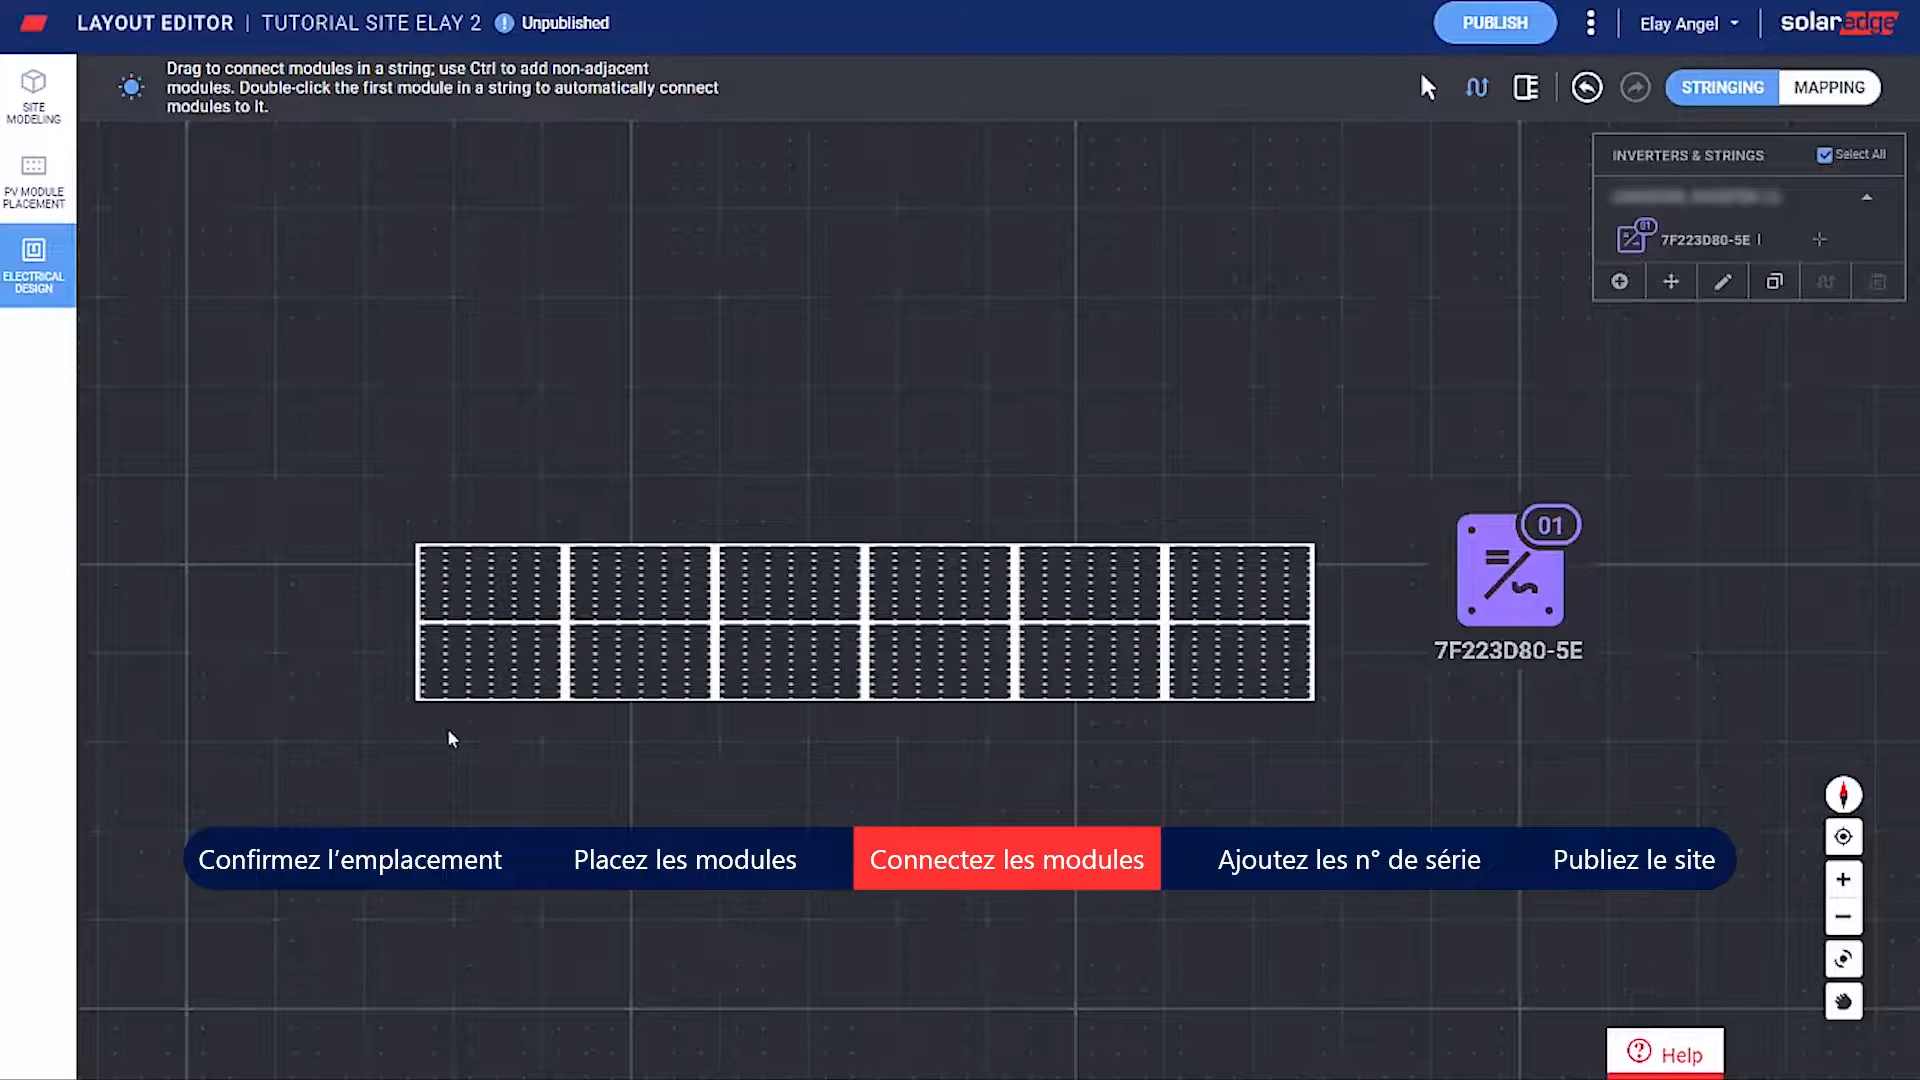 LAYOUT EDITOR | TUTORIAL SITE ELAY 2 Unpublished
PUBLISH
Elay Angel
solaredge
SITE
MODELING
PV MODULE
PLACEMENT
ELECTRICAL
DESIGN
Drag to connect modules in a string; use Ctrl to add non-adjacent
modules. Double-click the first module in a string to automatically connect
modules to it.
STRINGING
MAPPING
INVERTERS & STRINGS
Select All
01
7F223D80-5E
01
7F223D80-5E
Confirmez l'emplacement
Placez les modules
Connectez les modules
Ajoutez les n° de série
Publiez le site
Help